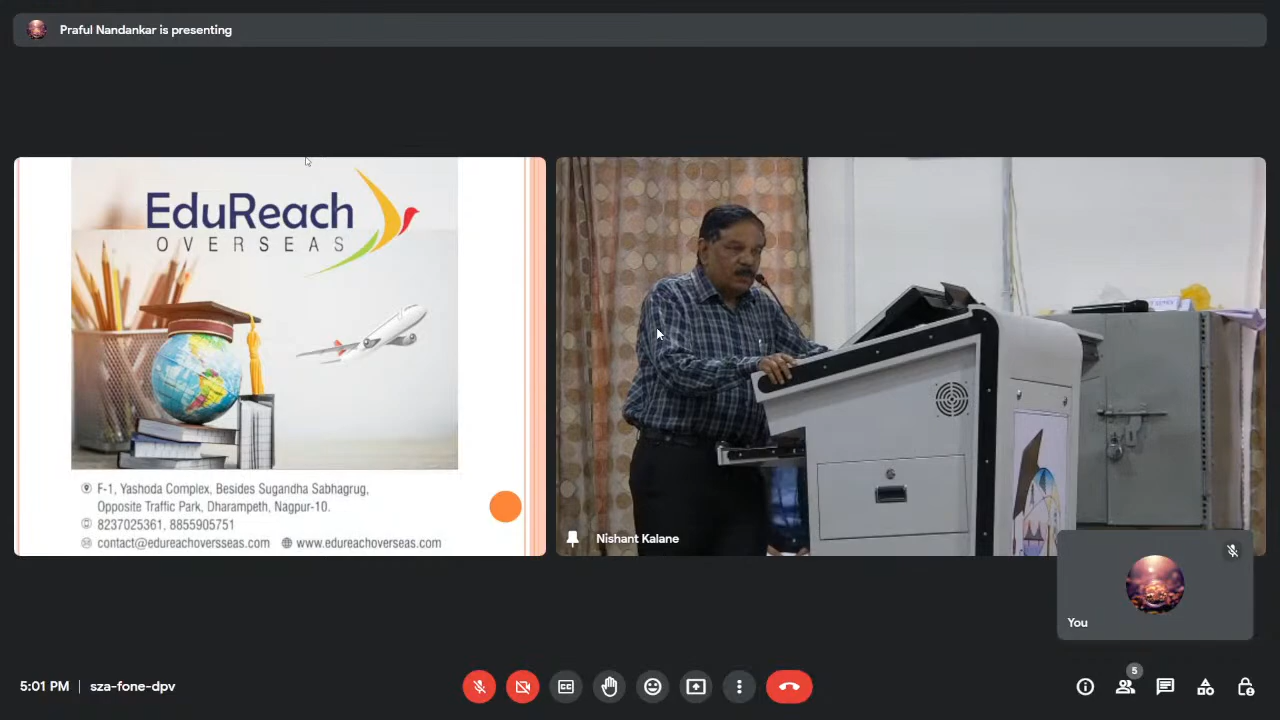 Praful Nandankar is presenting
EduReach
OVERSEAS
F-1, Yashoda Complex, Besides Sugandha Sabhagrug,
Opposite Traffic Park, Dharampeth, Nagpur-10.
8237025361, 8855905751
contact@edureachoversseas.com www.edureachoverseas.com
Nishant Kalane
You
5:01 PM | sza-fone-dpv
5